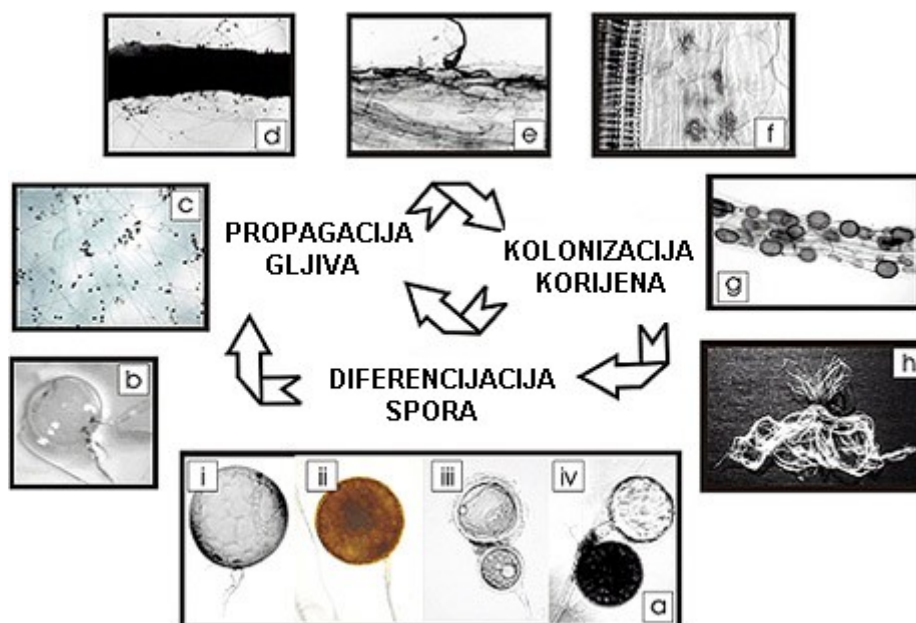 d
e
f
c
PROPAGACIJA
GLJIVA
KOLONIZACIJA
KORIJENA
g
b
DIFERENCIJACIJA
SPORA
h
i
ii
iii
iv
a